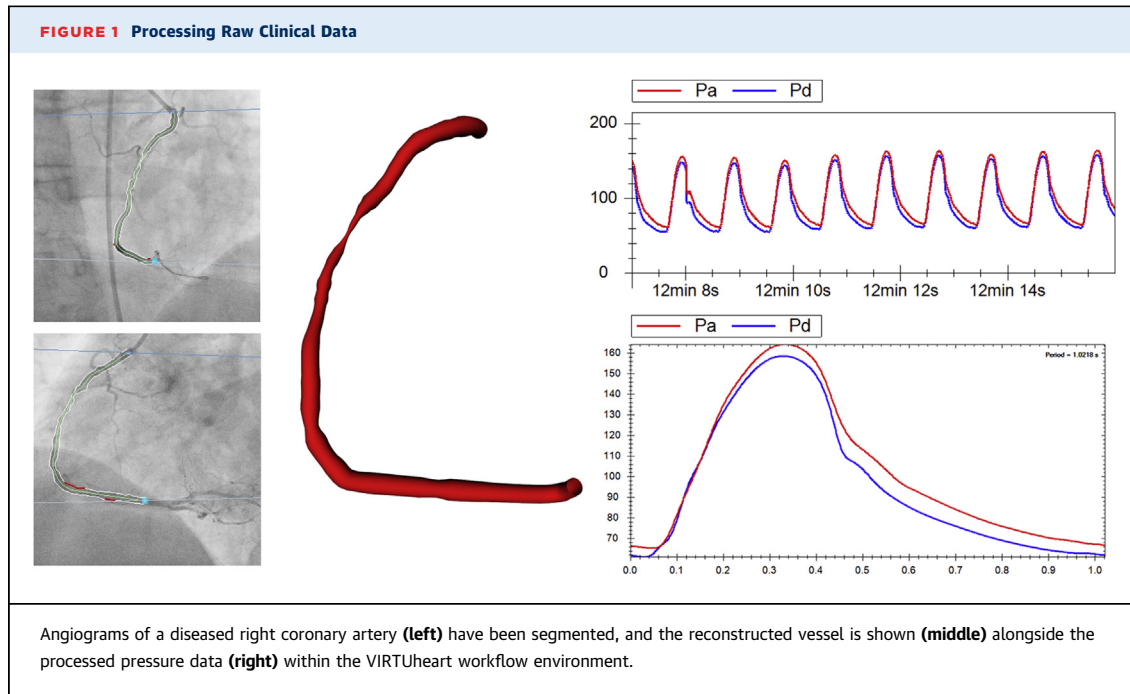 FIGURE 1 Processing Raw Clinical Data
Pa Pd
200
100
0
12min 8s 12min 10s 12min 12s 12min 14s
Pa Pd
Period = 1.0218 s
160
150
140
130
120
110
100
90
80
70
0.0 0.1 0.2 0.3 0.4 0.5 0.6 0.7 0.8 0.9 1.0
Angiograms of a diseased right coronary artery (left) have been segmented, and the reconstructed vessel is shown (middle) alongside the
processed pressure data (right) within the VIRTUheart workflow environment.